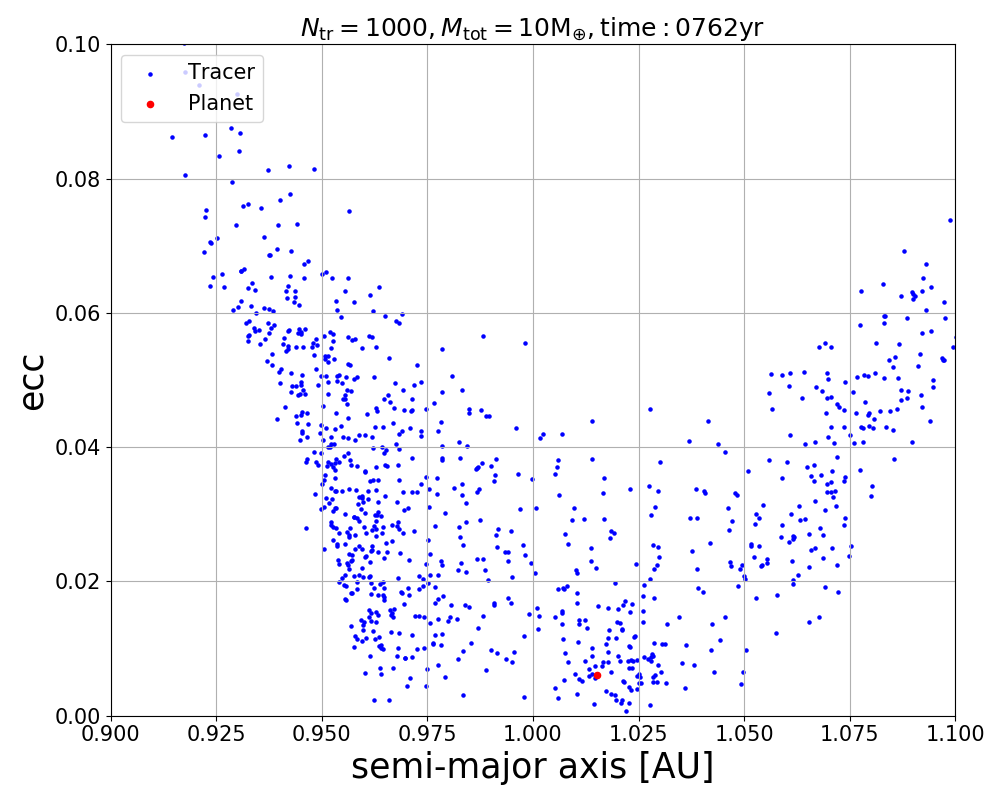 N_tr = 1000, M_tot = 10M_⊕, time : 0762yr
Tracer
Planet
ecc
0.10
0.08
0.06
0.04
0.02
0.00
0.900 0.925 0.950 0.975 1.000 1.025 1.050 1.075 1.100
semi-major axis [AU]